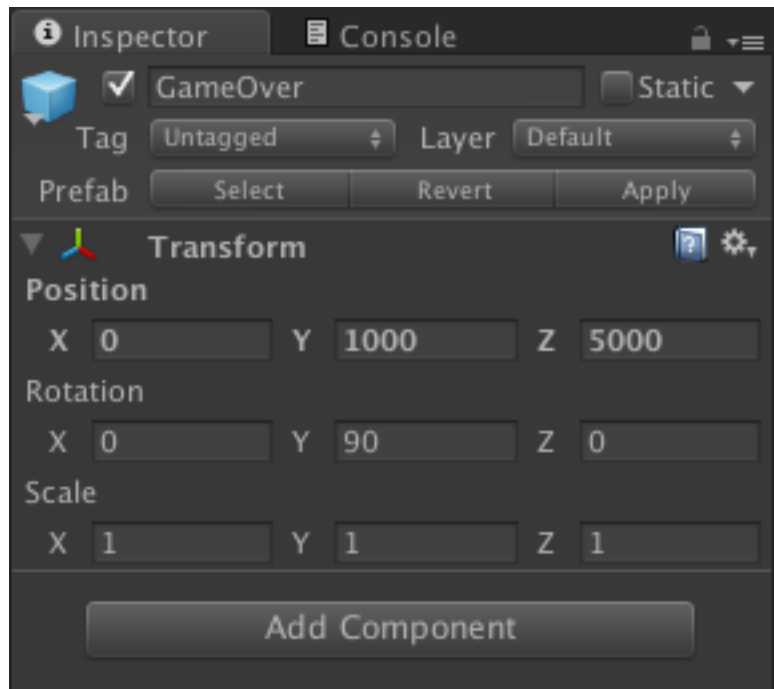 Inspector Console
GameOver Static
Tag Untagged Layer Default
Prefab Select Revert Apply
Transform
Position
X 0 Y 1000 Z 5000
Rotation
X 0 Y 90 Z 0
Scale
X 1 Y 1 Z 1
Add Component